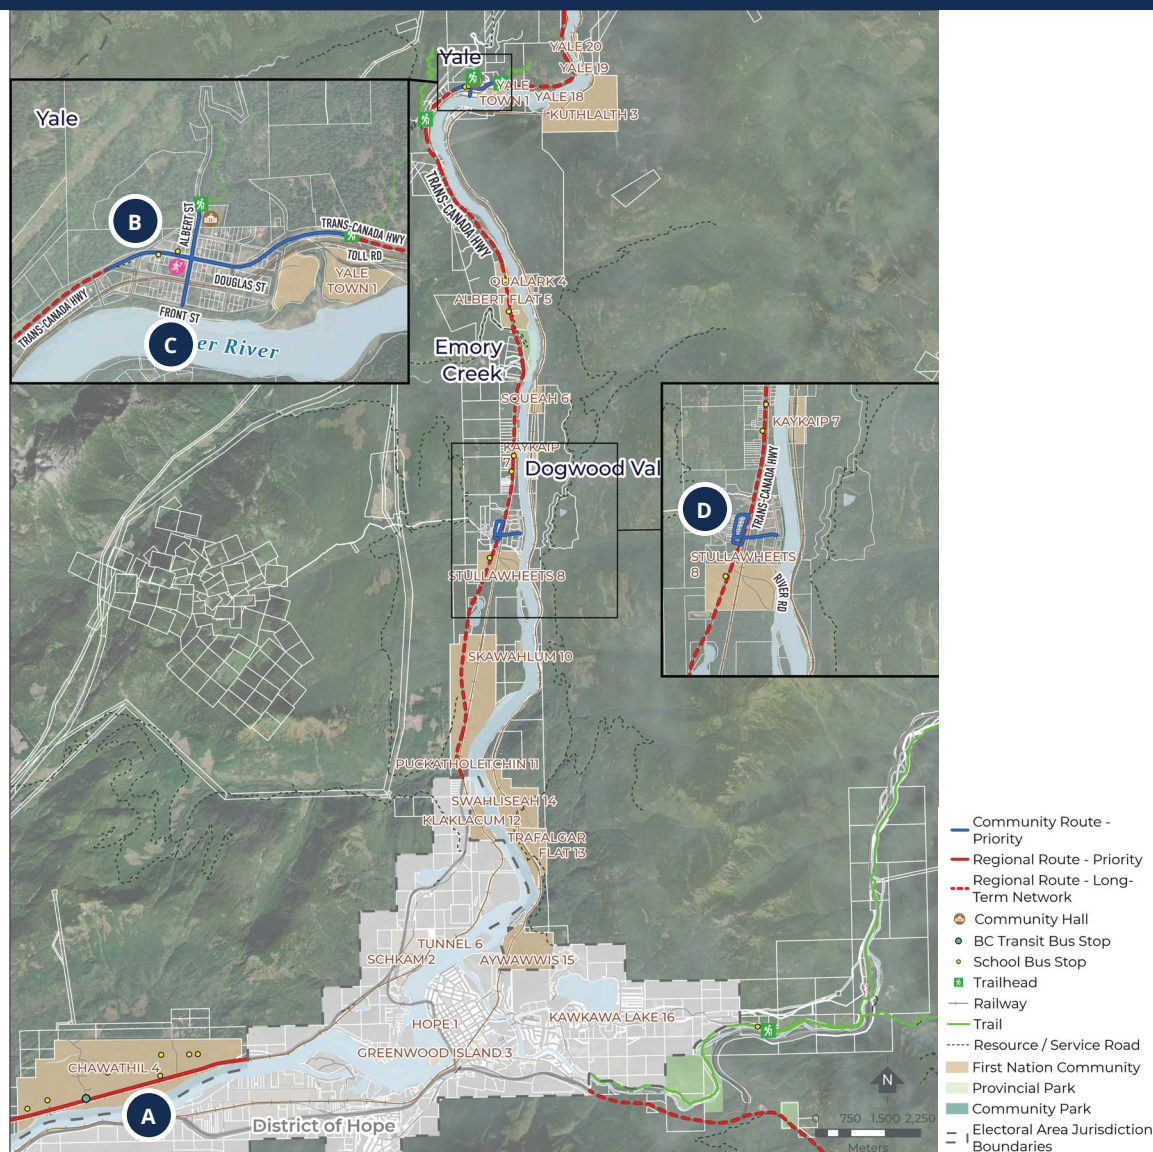 Yale
YALE 20
YALE 19
YALE
TOWN 1
YALE 18
KUTHLALTH 3
TRANS-CANADA HWY
QUALARK 4
ALBERT FLAT 5
Emory
Creek
SQUEAH 6
KAYKAIP
7
Dogwood Val
STULLAWHEETS 8
SKAWAHLUM 10
PUCKATHOLETCHIN 11
SWAHLISEAH 14
KLAKLACUM 12
TRAFALGAR
FLAT 13
TUNNEL 6
SCHKAM 2
AYWAWWIS 15
HOPE 1
KAWKAWA LAKE 16
GREENWOOD ISLAND 3
CHAWATHIL 4
A
District of Hope
Yale
B
ALBERT ST
TRANS-CANADA HWY
TOLL RD
YALE
TOWN 1
DOUGLAS ST
TRANS-CANADA HWY
FRONT ST
C
er River
KAYKAIP 7
TRANS-CANADA HWY
D
STULLAWHEETS
8
RIVER RD
N
0 750 1,500 2,250
Meters
Community Route -
Priority
Regional Route - Priority
Regional Route - Long-
Term Network
Community Hall
BC Transit Bus Stop
School Bus Stop
Trailhead
Railway
Trail
Resource / Service Road
First Nation Community
Provincial Park
Community Park
Electoral Area Jurisdiction
Boundaries